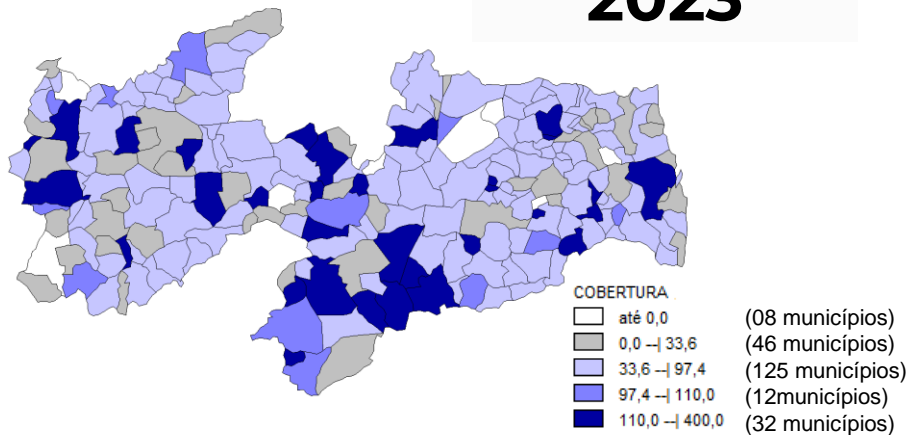 2023
COBERTURA
até 0,0 (08 municípios)
0,0 --| 33,6 (46 municípios)
33,6 --| 97,4 (125 municípios)
97,4 --| 110,0 (12municípios)
110,0 --| 400,0 (32 municípios)